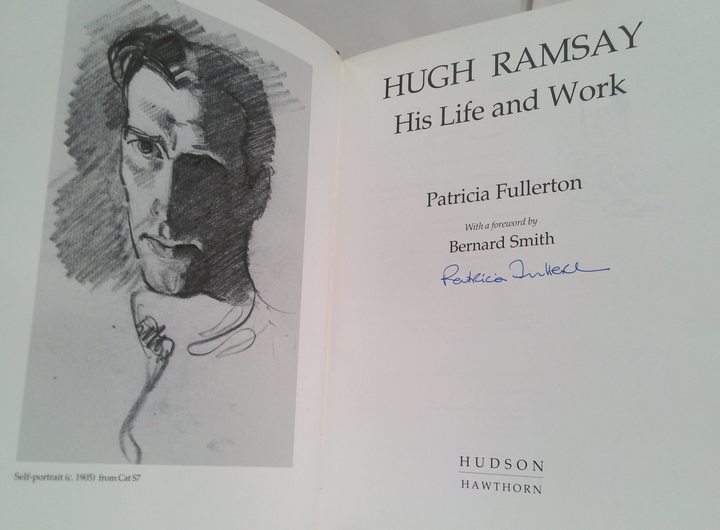 HUGH RAMSAY
His Life and Work
Patricia Fullerton
With a foreword by
Bernard Smith
Patricia Fullerton
HUDSON
HAWTHORN
Self-portrait (c. 1905) from Cat 57